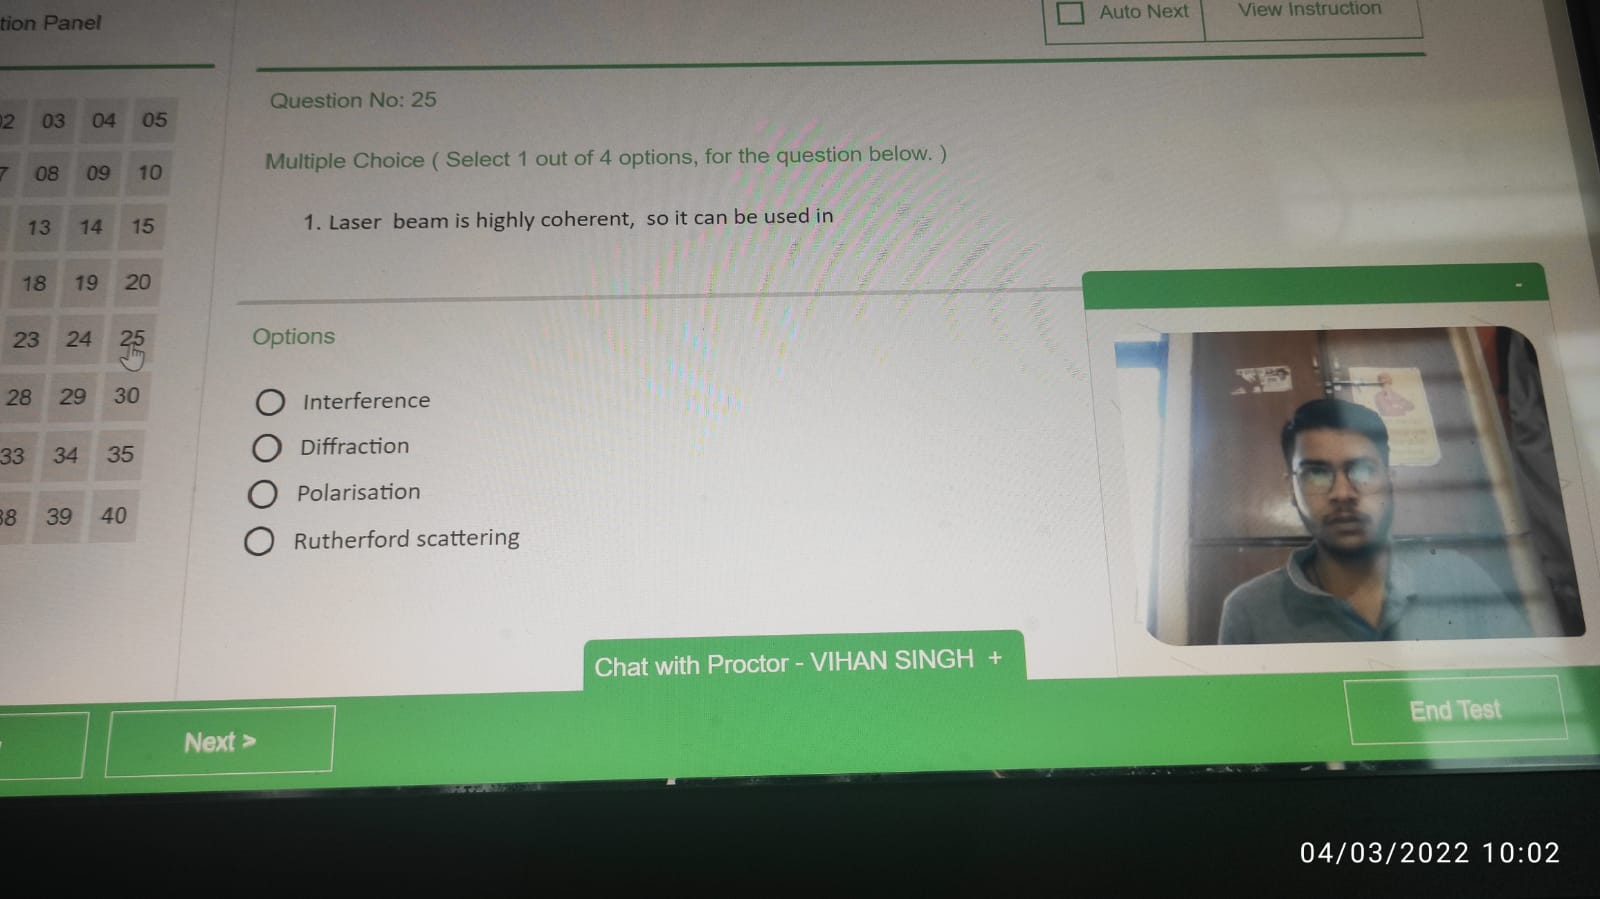 tion Panel
Auto Next
View Instruction
02 03 04 05
7 08 09 10
13 14 15
18 19 20
23 24 25
28 29 30
33 34 35
38 39 40
Question No: 25
Multiple Choice ( Select 1 out of 4 options, for the question below. )
1. Laser beam is highly coherent, so it can be used in
-
Options
Interference
Diffraction
Polarisation
Rutherford scattering
Chat with Proctor - VIHAN SINGH +
Next >
End Test
04/03/2022 10:02